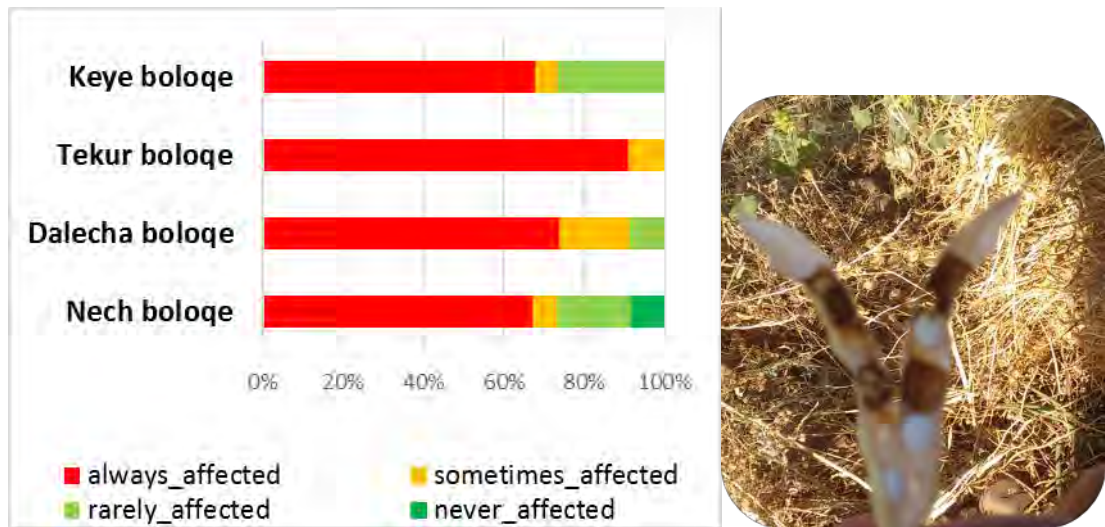 Keye boloqe
Tekur boloqe
Dalecha boloqe
Nech boloqe
0% 20% 40% 60% 80% 100%
always_affected sometimes_affected
rarely_affected never_affected